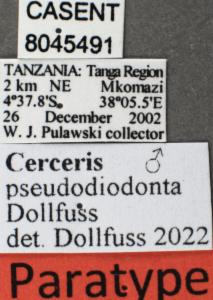 CASENT
8045491
TANZANIA: Tanga Region
2 km NE Mkomazi
4°37.8'S, 38°05.5'E
26 December 2002
W. J. Pulawski collector
Cerceris ♂
pseudodiodonta
Dollfuss
det. Dollfuss 2022
Paratype